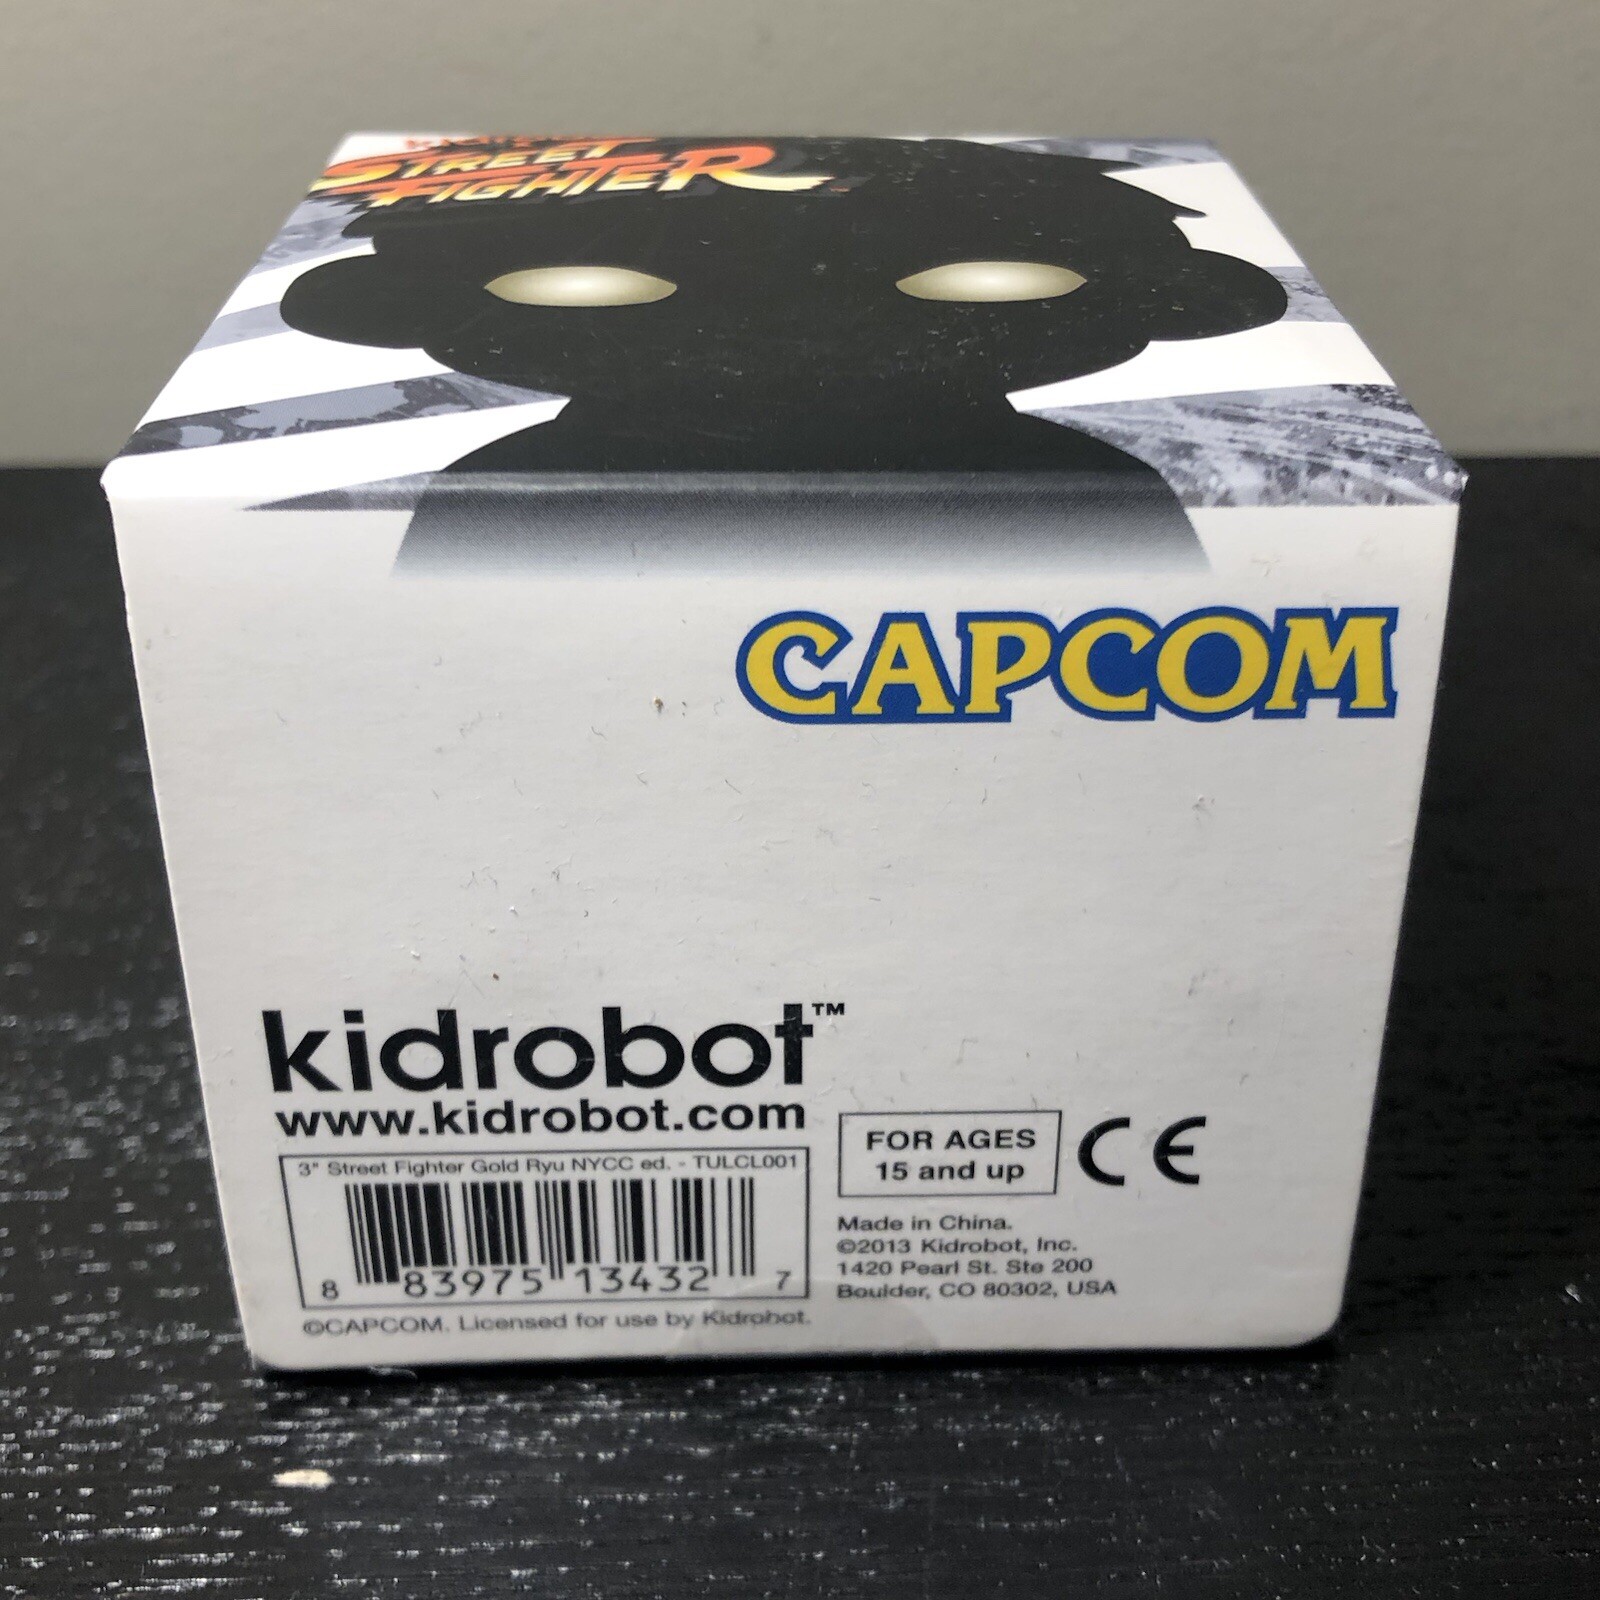 STREET
FIGHTER
CAPCOM
kidrobot™
www.kidrobot.com
3" Street Fighter Gold Ryu NYCC ed. - TULCL001
8 83975 13432 7
©CAPCOM. Licensed for use by Kidrobot.
FOR AGES
15 and up
CE
Made in China.
©2013 Kidrobot, Inc.
1420 Pearl St. Ste 200
Boulder, CO 80302, USA